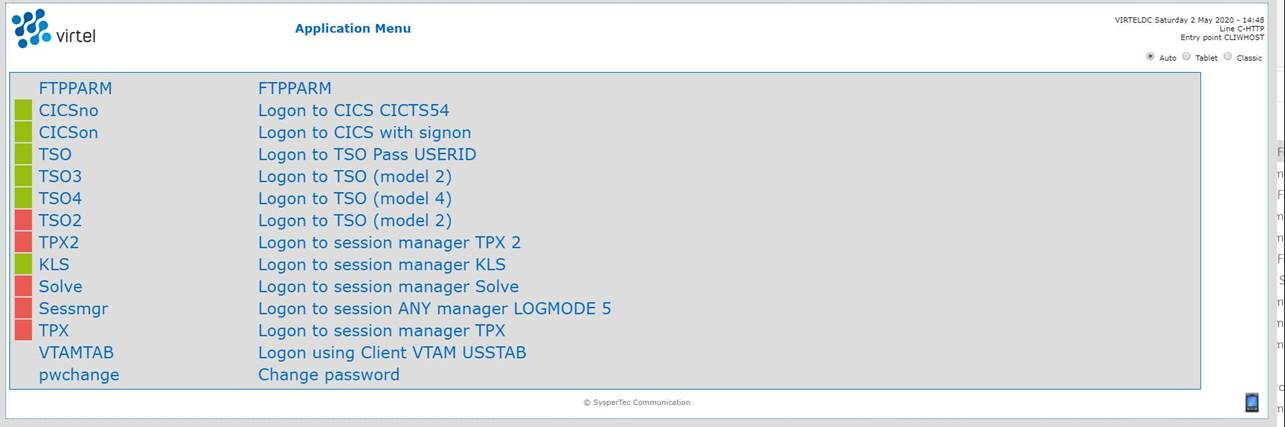 virtel
Application Menu
VIRTELDC Saturday 2 May 2020 - 14:48
Line C-HTTP
Entry point CLIWHOST
Auto Tablet Classic
FTPPARM FTPPARM
CICSno Logon to CICS CICTS54
CICSon Logon to CICS with signon
TSO Logon to TSO Pass USERID
TSO3 Logon to TSO (model 2)
TSO4 Logon to TSO (model 4)
TSO2 Logon to TSO (model 2)
TPX2 Logon to session manager TPX 2
KLS Logon to session manager KLS
Solve Logon to session manager Solve
Sessmgr Logon to session ANY manager LOGMODE 5
TPX Logon to session manager TPX
VTAMTAB Logon using Client VTAM USSTAB
pwchange Change password
© SysperTec Communication